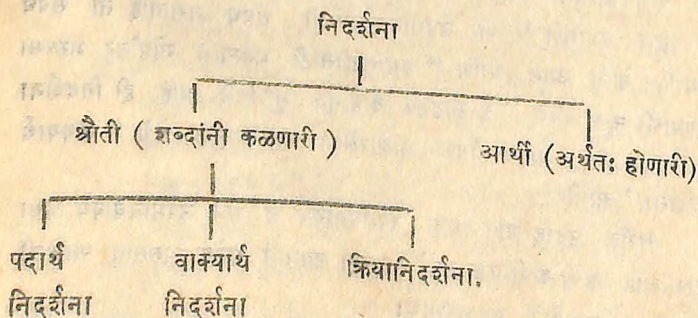 निदर्शना
श्रौती ( शब्दांनी कळणारी )
आर्थी (अर्थतः होणारी)
पदार्थ वाक्यार्थ क्रियानिदर्शना.
निदर्शना निदर्शना